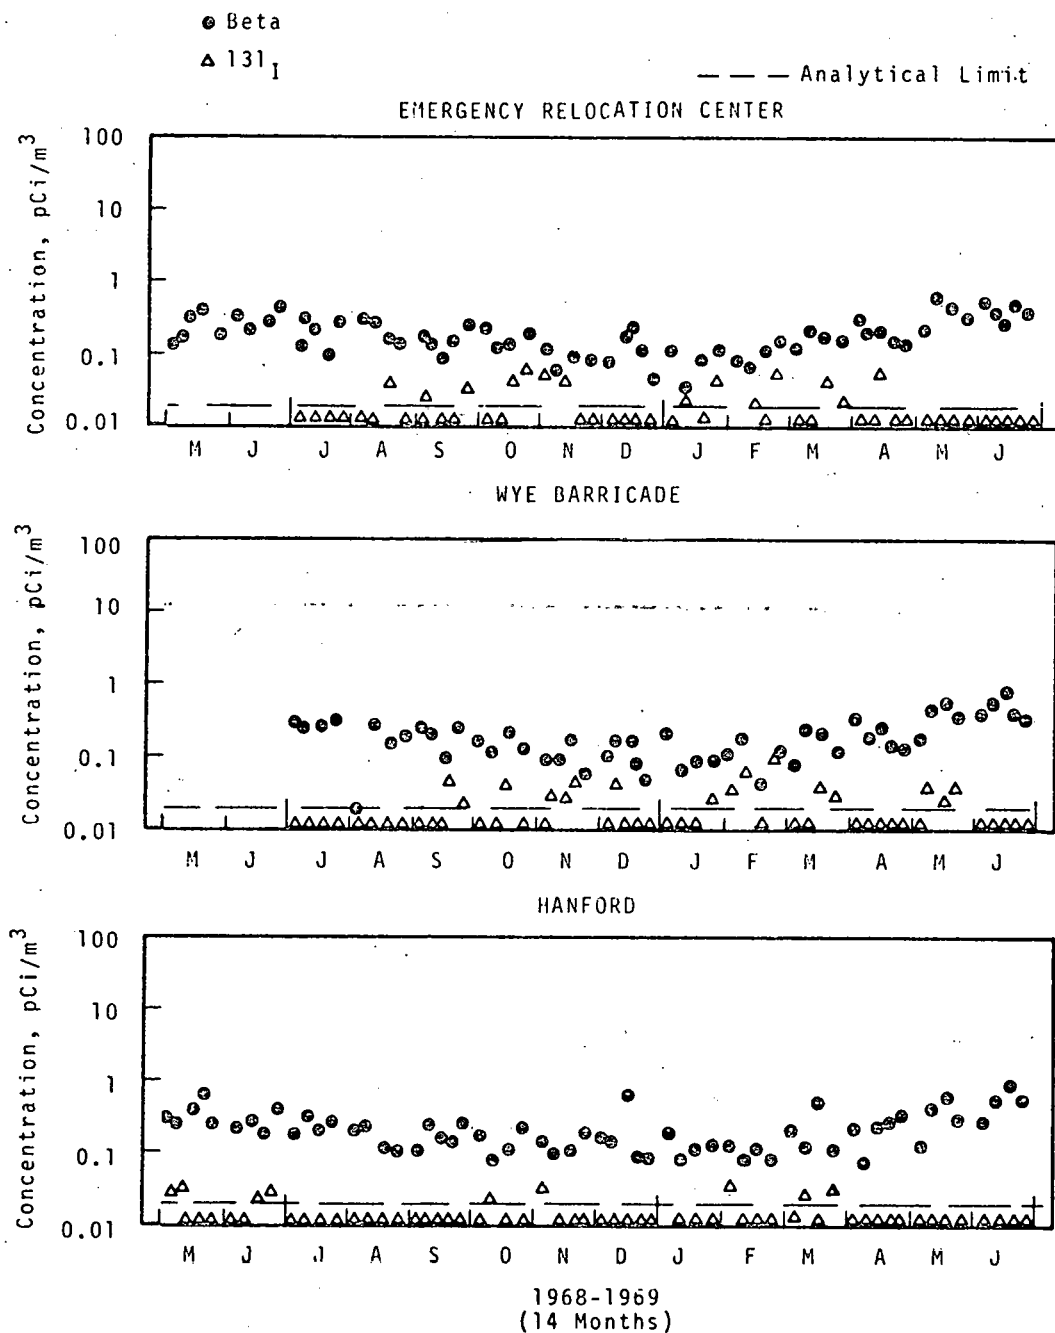 Beta
131I
Analytical Limit
EMERGENCY RELOCATION CENTER
Concentration, pCi/m3
100
10
1
0.1
0.01
M J J A S O N D J F M A M J
WYE BARRICADE
Concentration, pCi/m3
100
10
1
0.1
0.01
M J J A S O N D J F M A M J
HANFORD
Concentration, pCi/m3
100
10
1
0.1
0.01
M J J A S O N D J F M A M J
1968-1969
(14 Months)